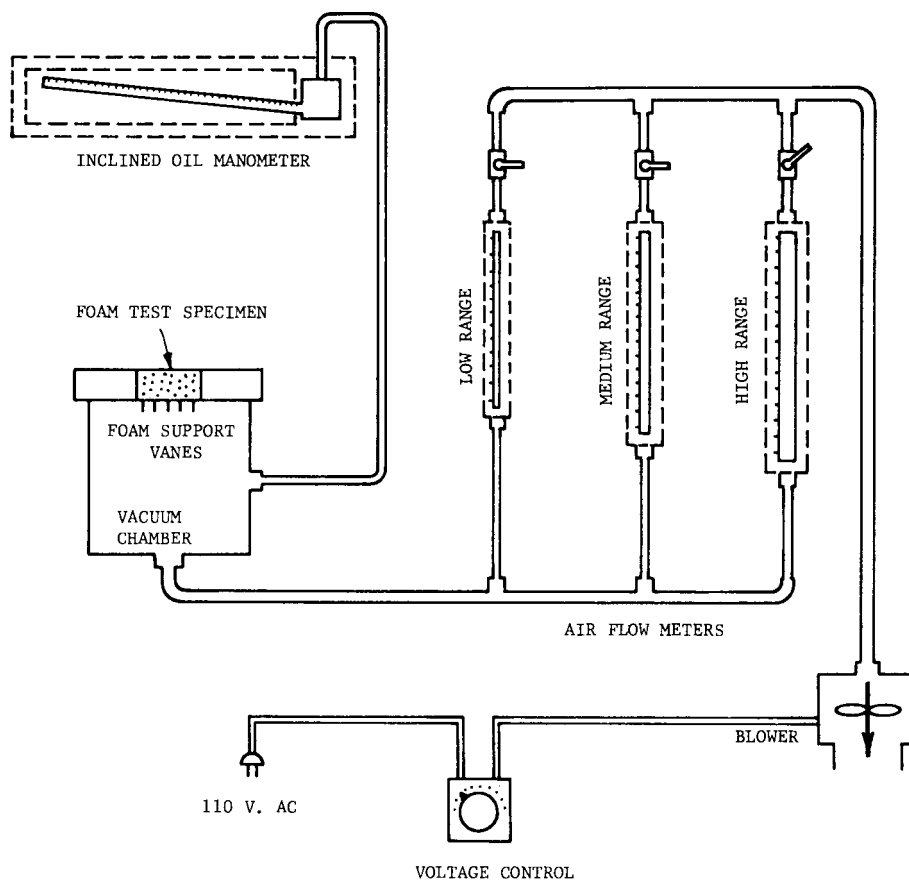 INCLINED OIL MANOMETER
FOAM TEST SPECIMEN
FOAM SUPPORT
VANES
VACUUM
CHAMBER
LOW RANGE
MEDIUM RANGE
HIGH RANGE
AIR FLOW METERS
BLOWER
110 V. AC
VOLTAGE CONTROL